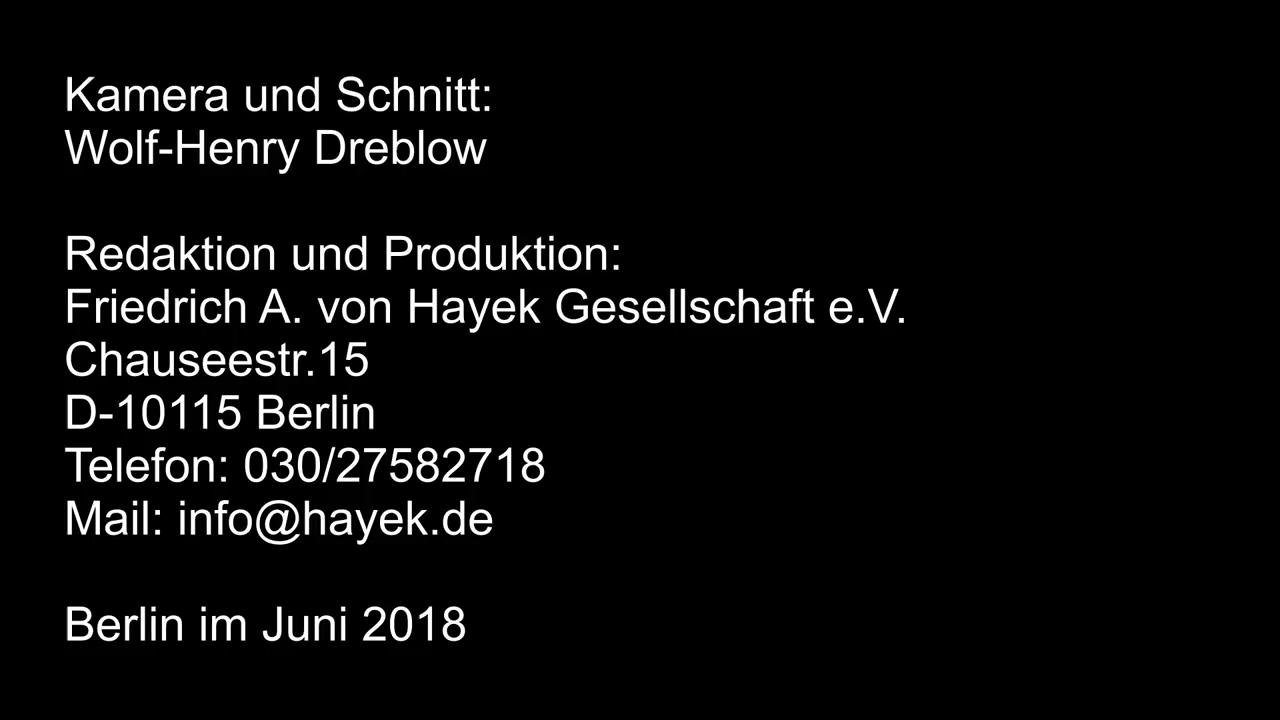 Kamera und Schnitt:
Wolf-Henry Dreblow
Redaktion und Produktion:
Friedrich A. von Hayek Gesellschaft e.V.
Chauseestr.15
D-10115 Berlin
Telefon: 030/27582718
Mail: info@hayek.de
Berlin im Juni 2018